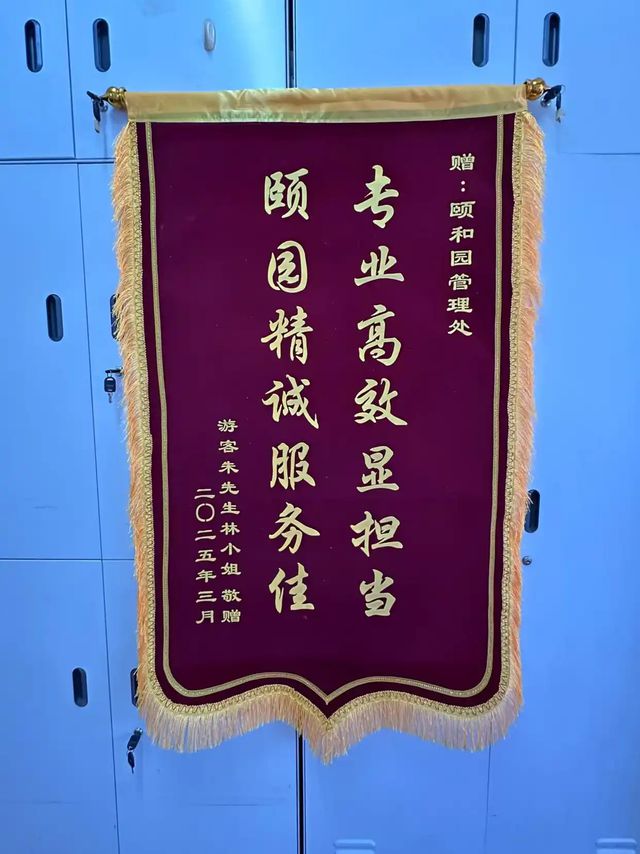 赠：颐和园管理处
专业高效显担当
颐园精诚服务佳
游客朱先生林小姐 敬赠
二〇二五年三月